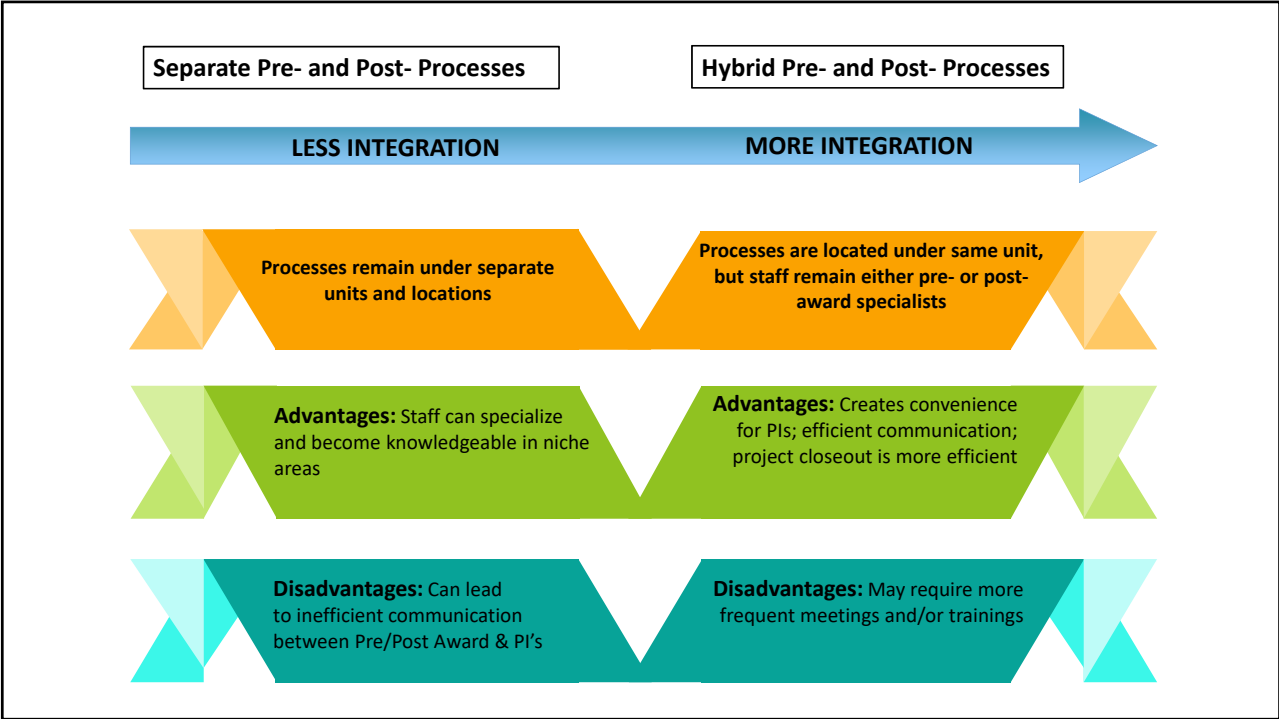 Separate Pre- and Post- Processes
Hybrid Pre- and Post- Processes
LESS INTEGRATION
MORE INTEGRATION
Processes remain under separate
units and locations
Processes are located under same unit,
but staff remain either pre- or post-
award specialists
Advantages: Staff can specialize
and become knowledgeable in niche
areas
Advantages: Creates convenience
for PIs; efficient communication;
project closeout is more efficient
Disadvantages: Can lead
to inefficient communication
between Pre/Post Award & PI's
Disadvantages: May require more
frequent meetings and/or trainings